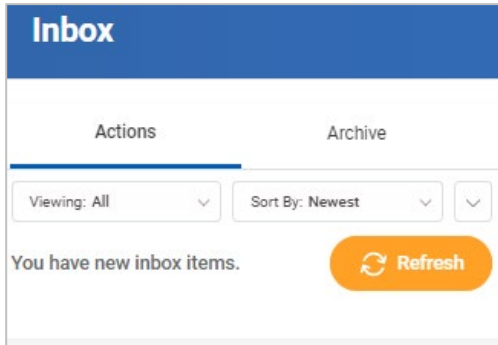 Inbox
Actions Archive
Viewing: All Sort By: Newest
You have new inbox items. Refresh